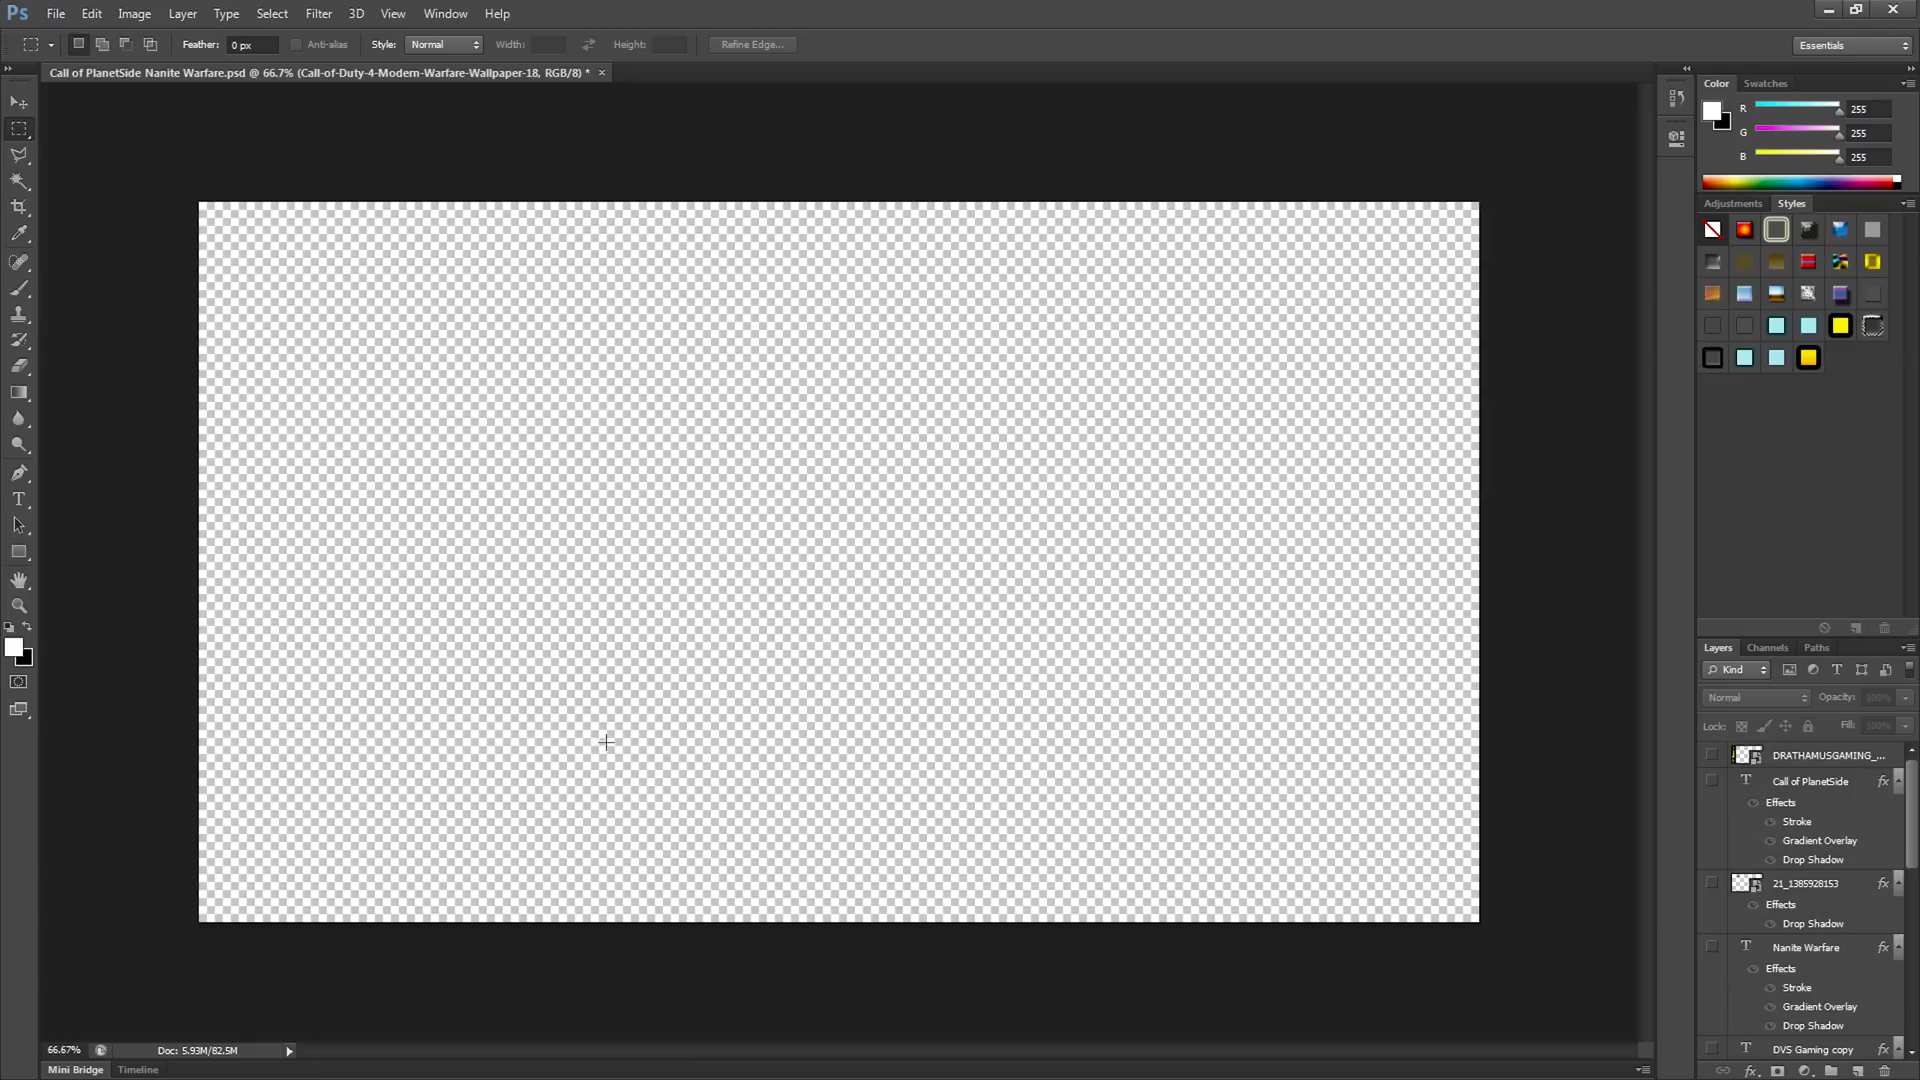 Ps File Edit Image Layer Type Select Filter 3D View Window Help
Feather: 0 px Anti-alias Style: Normal Width: Height: Refine Edge... Essentials
Call of PlanetSide Nanite Warfare.psd @ 66.7% (Call-of-Duty-4-Modern-Warfare-Wallpaper-18, RGB/8) *
Color Swatches
R 255
G 255
B 255
Adjustments Styles
Layers Channels Paths
Kind
Normal Opacity: 100%
Lock: Fill: 100%
DRATHAMUSGAMING_...
Call of PlanetSide fx
Effects
Stroke
Gradient Overlay
Drop Shadow
21_1385928153 fx
Effects
Drop Shadow
Nanite Warfare fx
Effects
Stroke
Gradient Overlay
Drop Shadow
DVS Gaming copy
66.67% Doc: 5.93M/82.5M
Mini Bridge Timeline